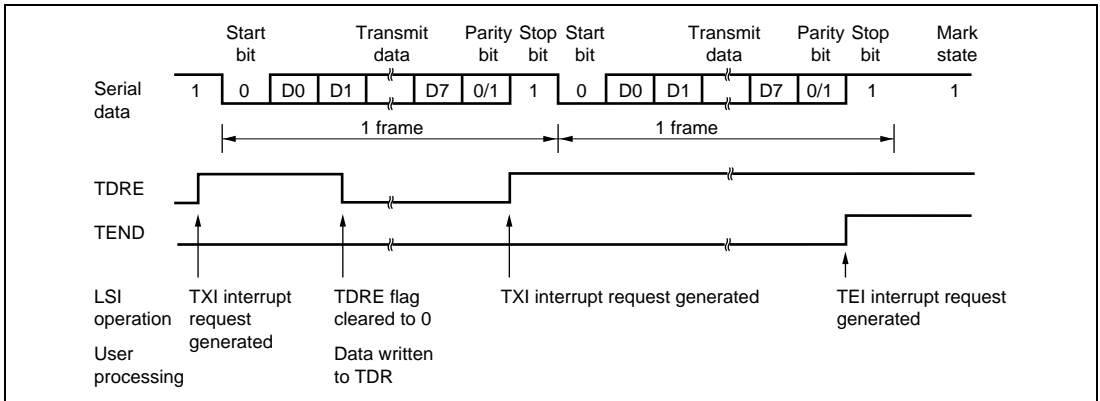 Start bit Transmit data Parity bit Stop bit Start bit Transmit data Parity bit Stop bit Mark state
Serial data 1 0 D0 D1 D7 0/1 1 0 D0 D1 D7 0/1 1 1
1 frame 1 frame
TDRE
TEND
LSI operation
TXI interrupt request generated
TDRE flag cleared to 0
TXI interrupt request generated
TEI interrupt request generated
User processing
Data written to TDR